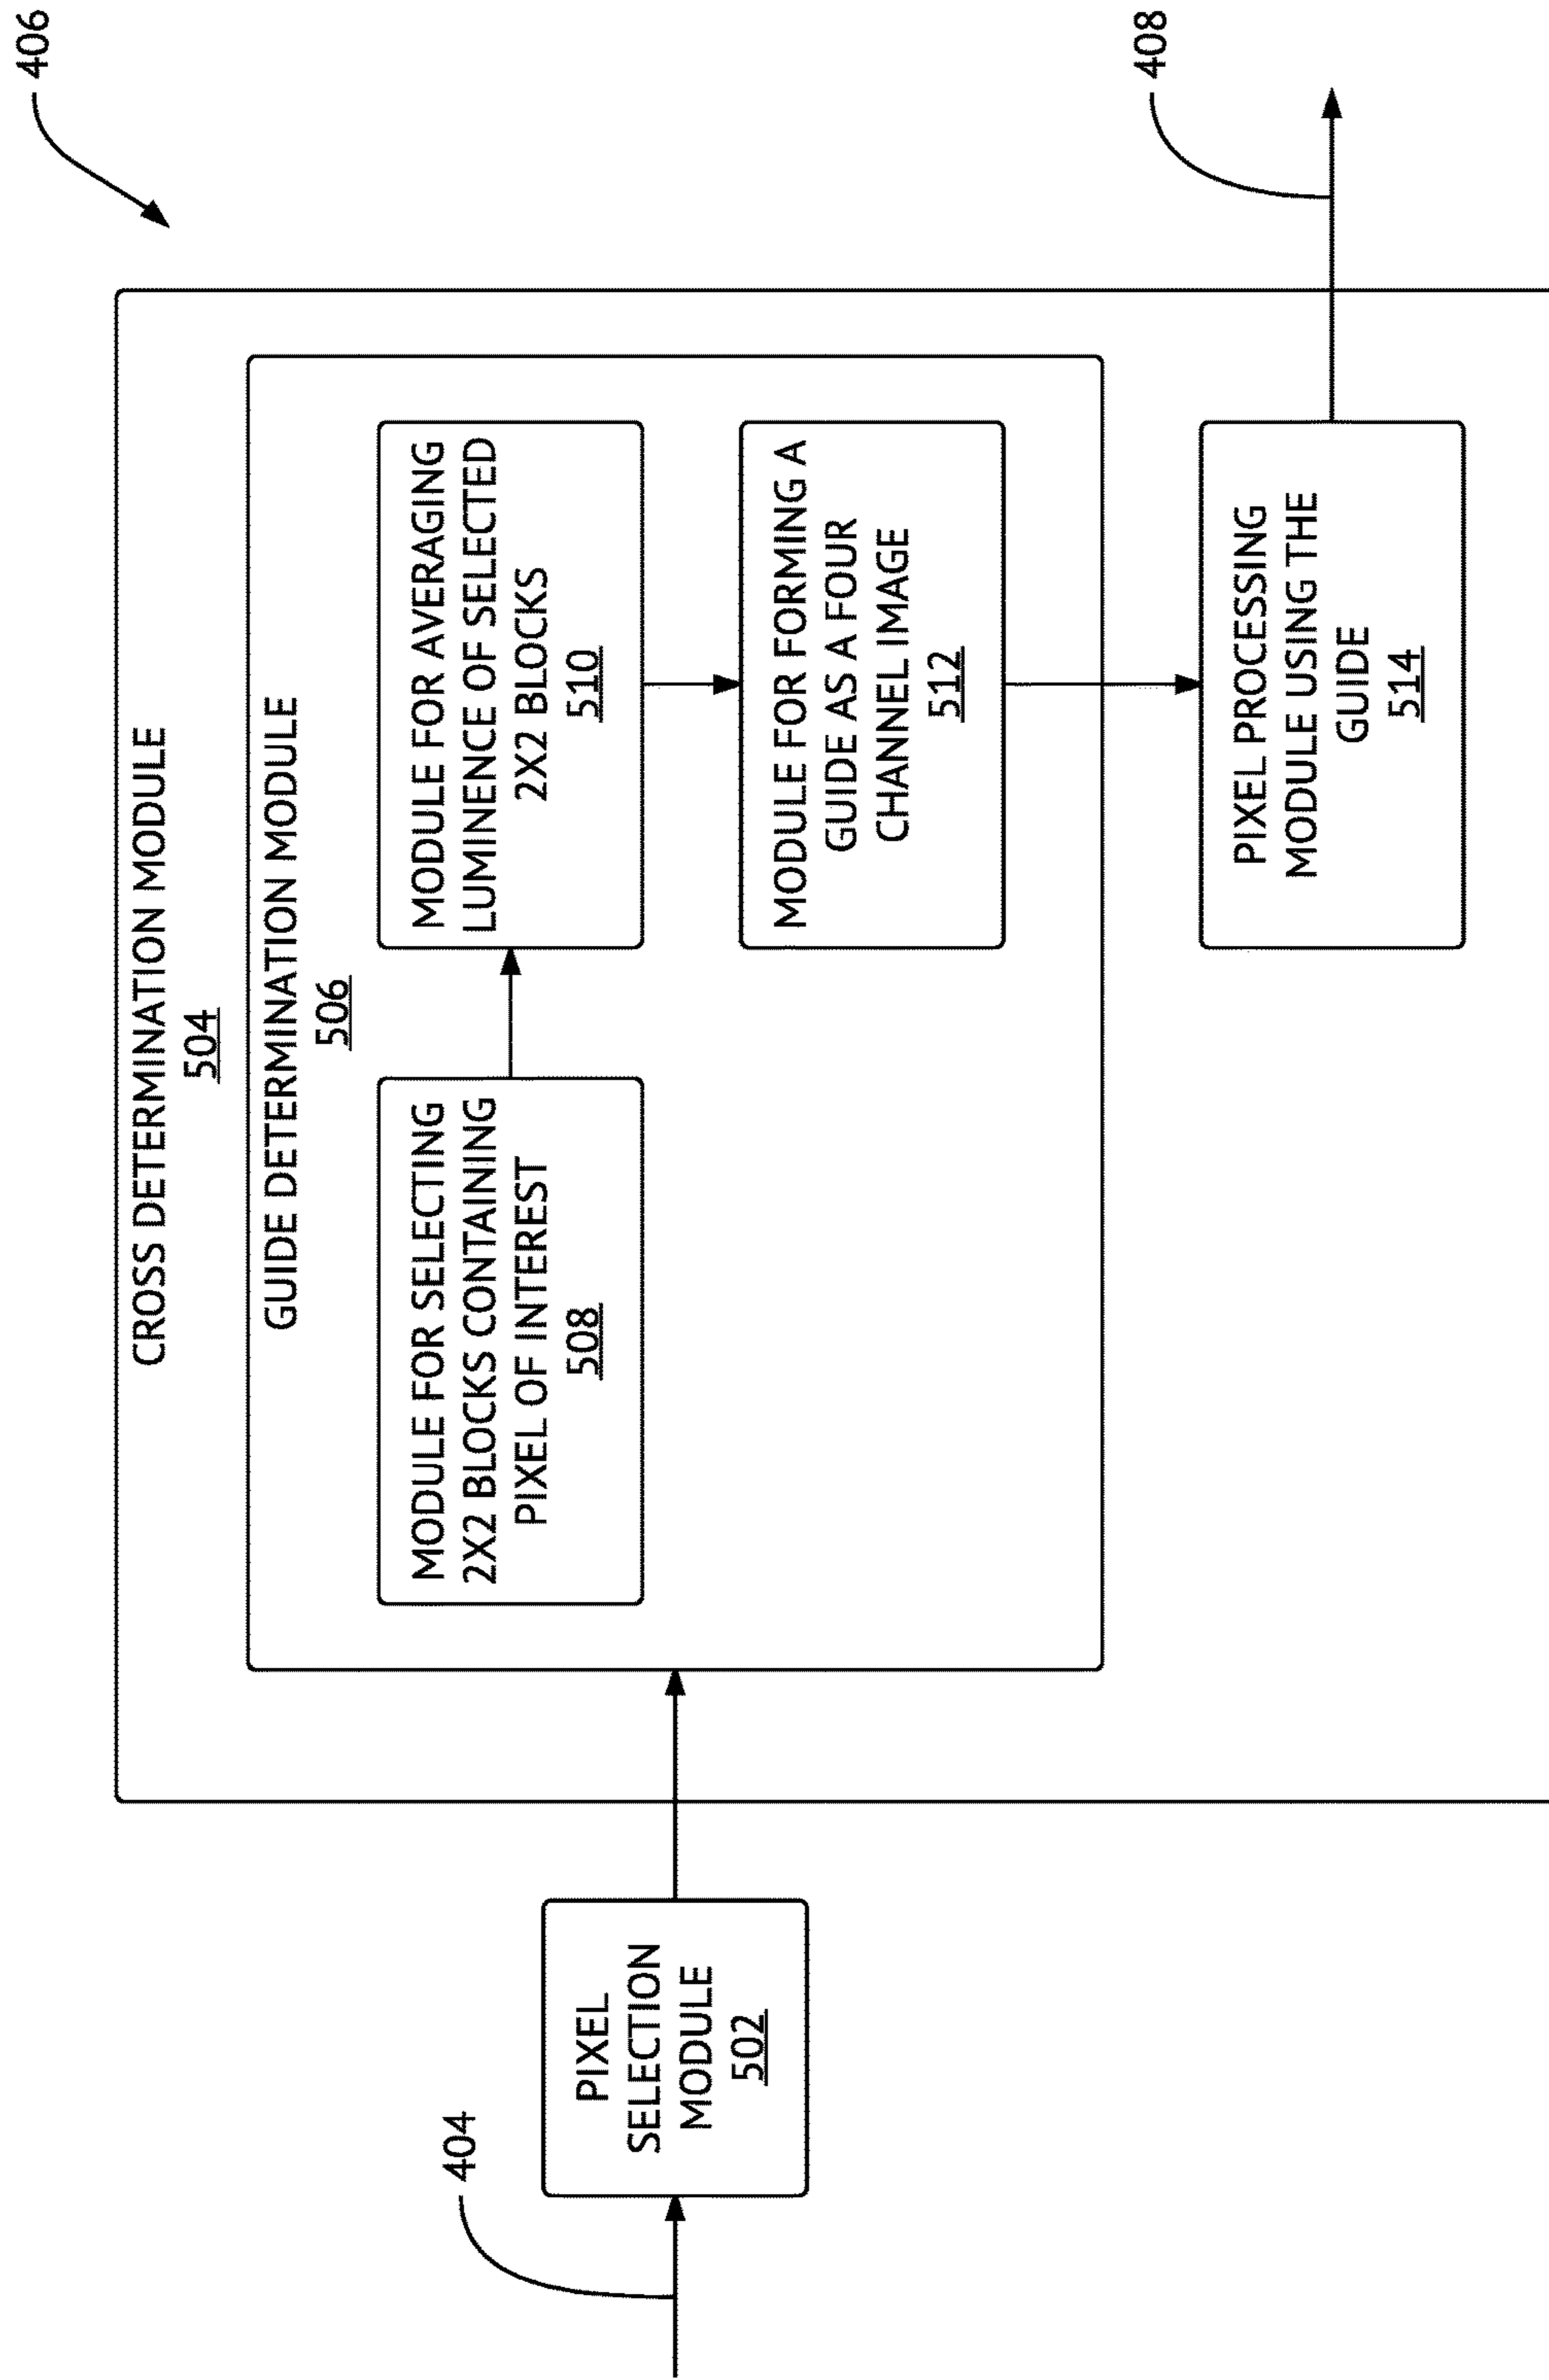 406
CROSS DETERMINATION MODULE
504
GUIDE DETERMINATION MODULE
506
MODULE FOR SELECTING
2X2 BLOCKS CONTAINING
PIXEL OF INTEREST
508
MODULE FOR AVERAGING
LUMINENCE OF SELECTED
2X2 BLOCKS
510
404
PIXEL
SELECTION
MODULE
502
MODULE FOR FORMING A
GUIDE AS A FOUR
CHANNEL IMAGE
512
408
PIXEL PROCESSING
MODULE USING THE
GUIDE
514